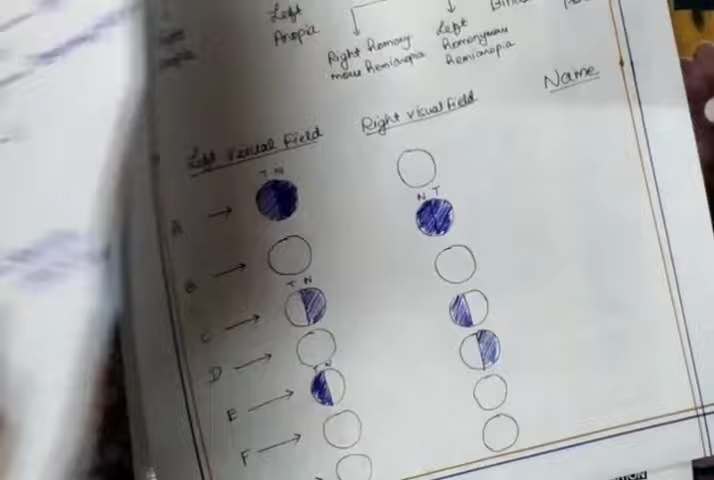 Left
Anopia
Right homony
mous hemianopia
Left
homonymous
hemianopia
Name
Left Visual Field
Right Visual Field
T N
A →
N T
B →
T N
C →
D →
T N
E →
F →